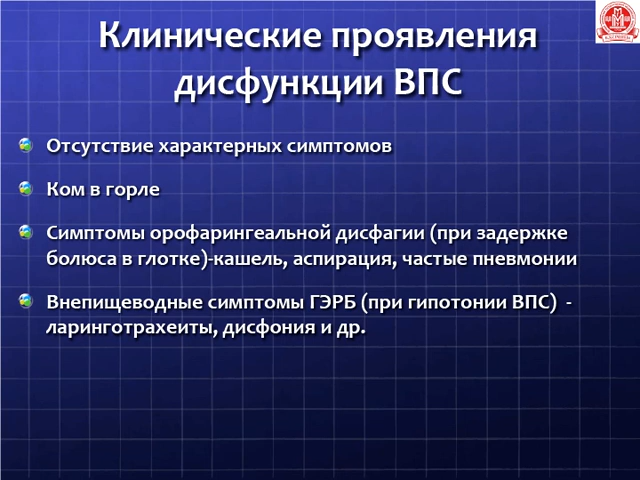 Клинические проявления
дисфункции ВПС
Отсутствие характерных симптомов
Ком в горле
Симптомы орофарингеальной дисфагии (при задержке
болюса в глотке)-кашель, аспирация, частые пневмонии
Внепищеводные симптомы ГЭРБ (при гипотонии ВПС) -
ларинготрахеиты, дисфония и др.